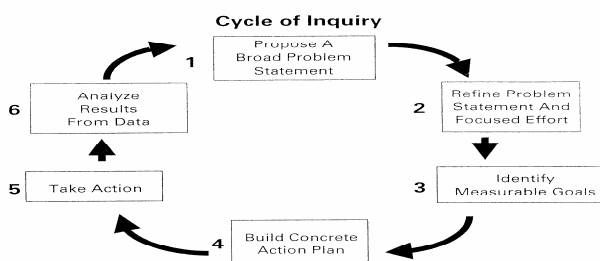 Cycle of Inquiry
1
Propose A
Broad Problem
Statement
2
Refine Problem
Statement And
Focused Effort
3
Identify
Measurable Goals
4
Build Concrete
Action Plan
5
Take Action
6
Analyze
Results
From Data